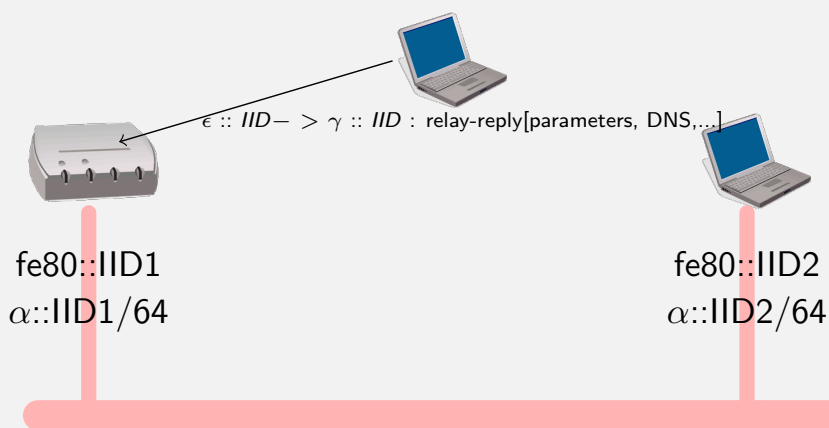 ϵ :: IID− > γ :: IID : relay-reply[parameters, DNS,...]
fe80::IID1
α::IID1/64
fe80::IID2
α::IID2/64